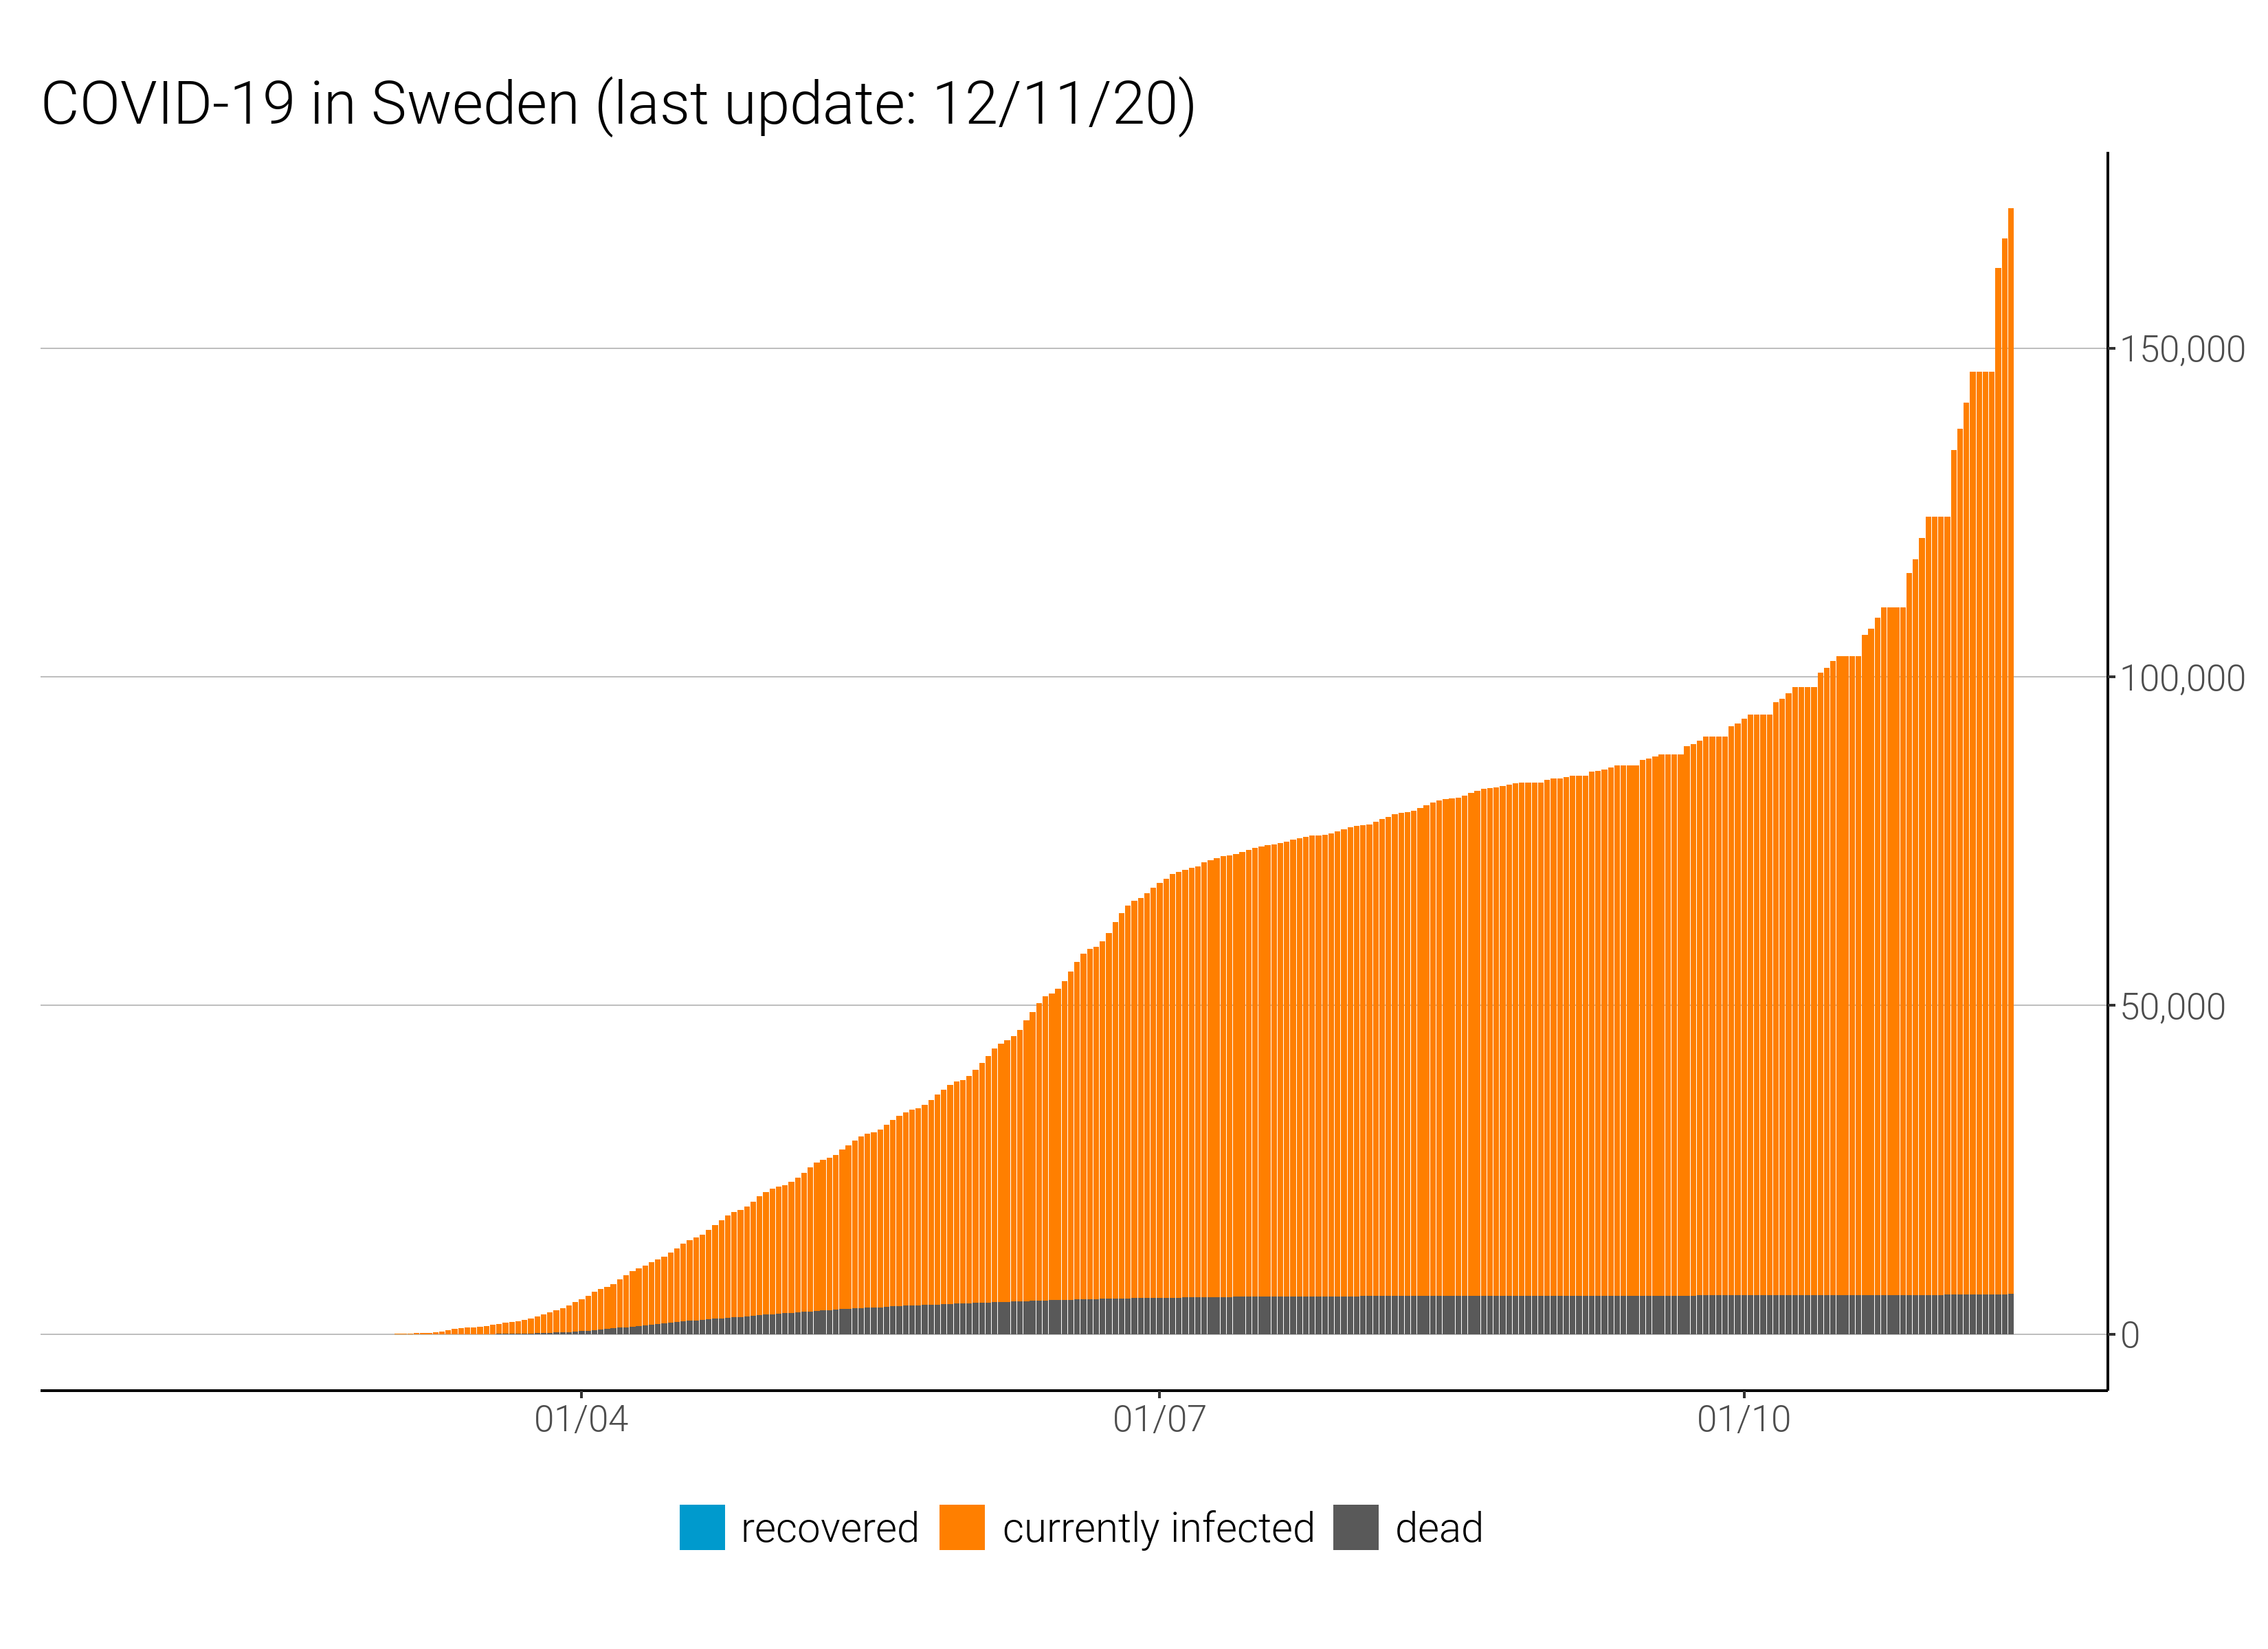 COVID-19 in Sweden (last update: 12/11/20)
150,000
100,000
50,000
0
01/04 01/07 01/10
recovered currently infected dead